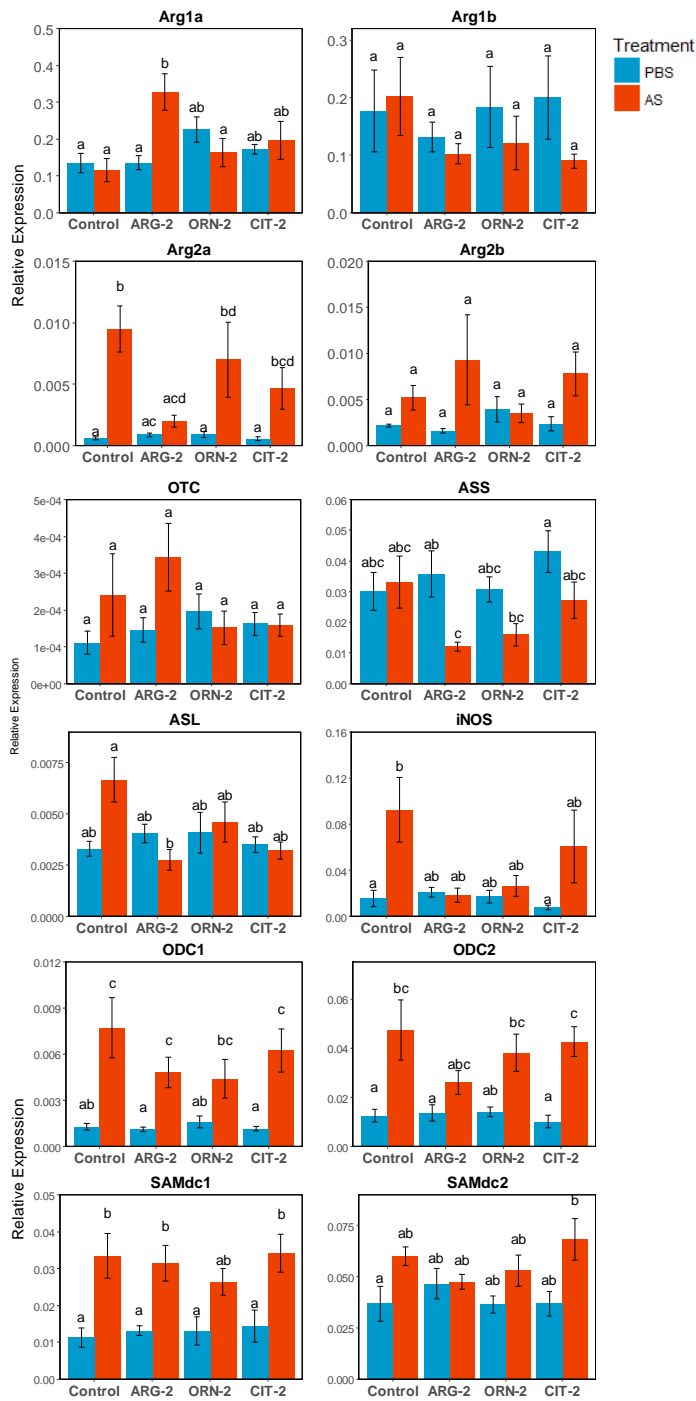 Arg1a
Arg1b
Treatment
PBS
AS
Relative Expression
0.5
0.4
0.3
0.2
0.1
0.0
a
a
a
b
ab
a
ab
ab
Control ARG-2 ORN-2 CIT-2
0.3
0.2
0.1
0.0
a
a
a
a
a
a
a
a
Control ARG-2 ORN-2 CIT-2
Arg2a
Arg2b
0.015
0.010
0.005
0.000
a
b
ac
acd
a
bd
a
bcd
Control ARG-2 ORN-2 CIT-2
0.020
0.015
0.010
0.005
0.000
a
a
a
a
a
a
a
a
Control ARG-2 ORN-2 CIT-2
OTC
ASS
Relative Expression
5e-04
4e-04
3e-04
2e-04
1e-04
0e+00
a
a
a
a
a
a
a
a
Control ARG-2 ORN-2 CIT-2
0.06
0.05
0.04
0.03
0.02
0.01
0.00
abc
abc
ab
c
abc
bc
a
abc
Control ARG-2 ORN-2 CIT-2
ASL
iNOS
0.0075
0.0050
0.0025
0.0000
ab
a
ab
b
ab
ab
ab
ab
Control ARG-2 ORN-2 CIT-2
0.16
0.12
0.08
0.04
0.00
a
b
ab
ab
ab
ab
a
ab
Control ARG-2 ORN-2 CIT-2
ODC1
ODC2
Relative Expression
0.012
0.009
0.006
0.003
0.000
ab
c
a
c
ab
bc
a
c
Control ARG-2 ORN-2 CIT-2
0.06
0.04
0.02
0.00
a
bc
a
abc
ab
bc
a
c
Control ARG-2 ORN-2 CIT-2
SAMdc1
SAMdc2
0.05
0.04
0.03
0.02
0.01
0.00
a
b
a
b
a
ab
a
b
Control ARG-2 ORN-2 CIT-2
0.075
0.050
0.025
0.000
a
ab
ab
ab
ab
ab
ab
b
Control ARG-2 ORN-2 CIT-2